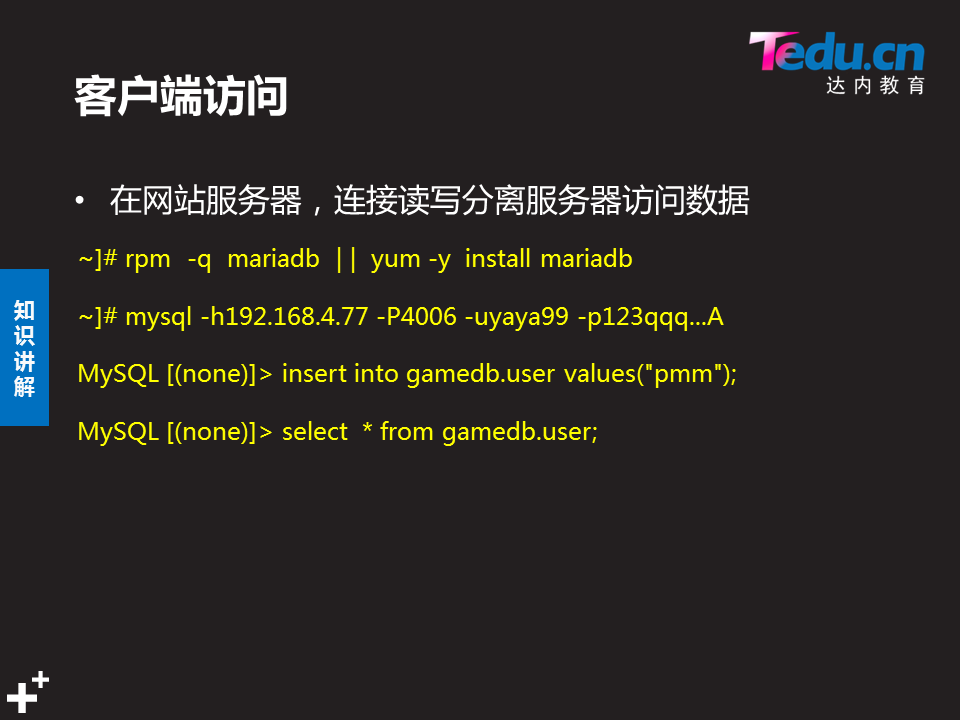 Tedu.cn
达内教育
客户端访问
• 在网站服务器，连接读写分离服务器访问数据
~]# rpm -q mariadb || yum -y install mariadb
~]# mysql -h192.168.4.77 -P4006 -uyaya99 -p123qqq...A
MySQL [(none)]> insert into gamedb.user values("pmm");
MySQL [(none)]> select * from gamedb.user;
知识讲解